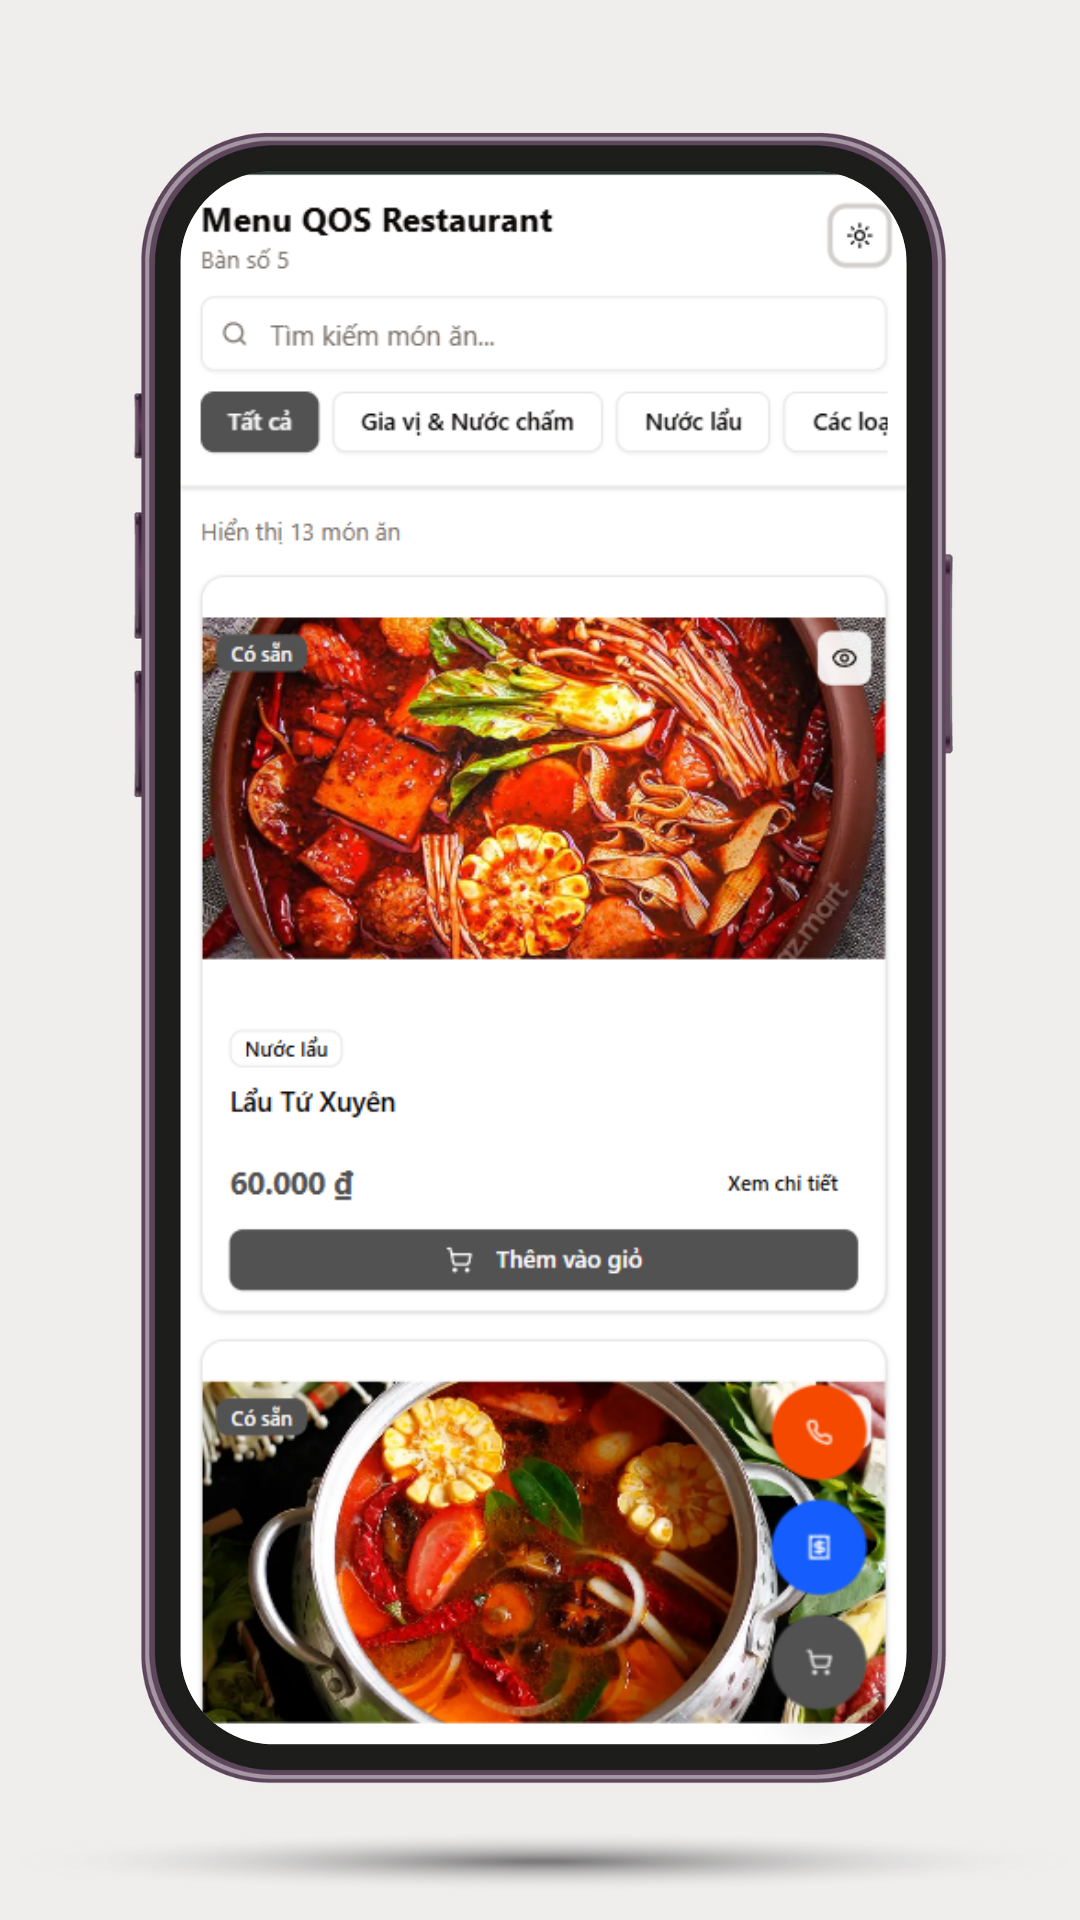 Menu QOS Restaurant
Bàn số 5
Tìm kiếm món ăn...
Tất cả
Gia vị & Nước chấm
Nước lẩu
Các loạ
Hiển thị 13 món ăn
Có sẵn
Nước lẩu
Lẩu Tứ Xuyên
60.000 ₫
Xem chi tiết
Thêm vào giỏ
Có sẵn